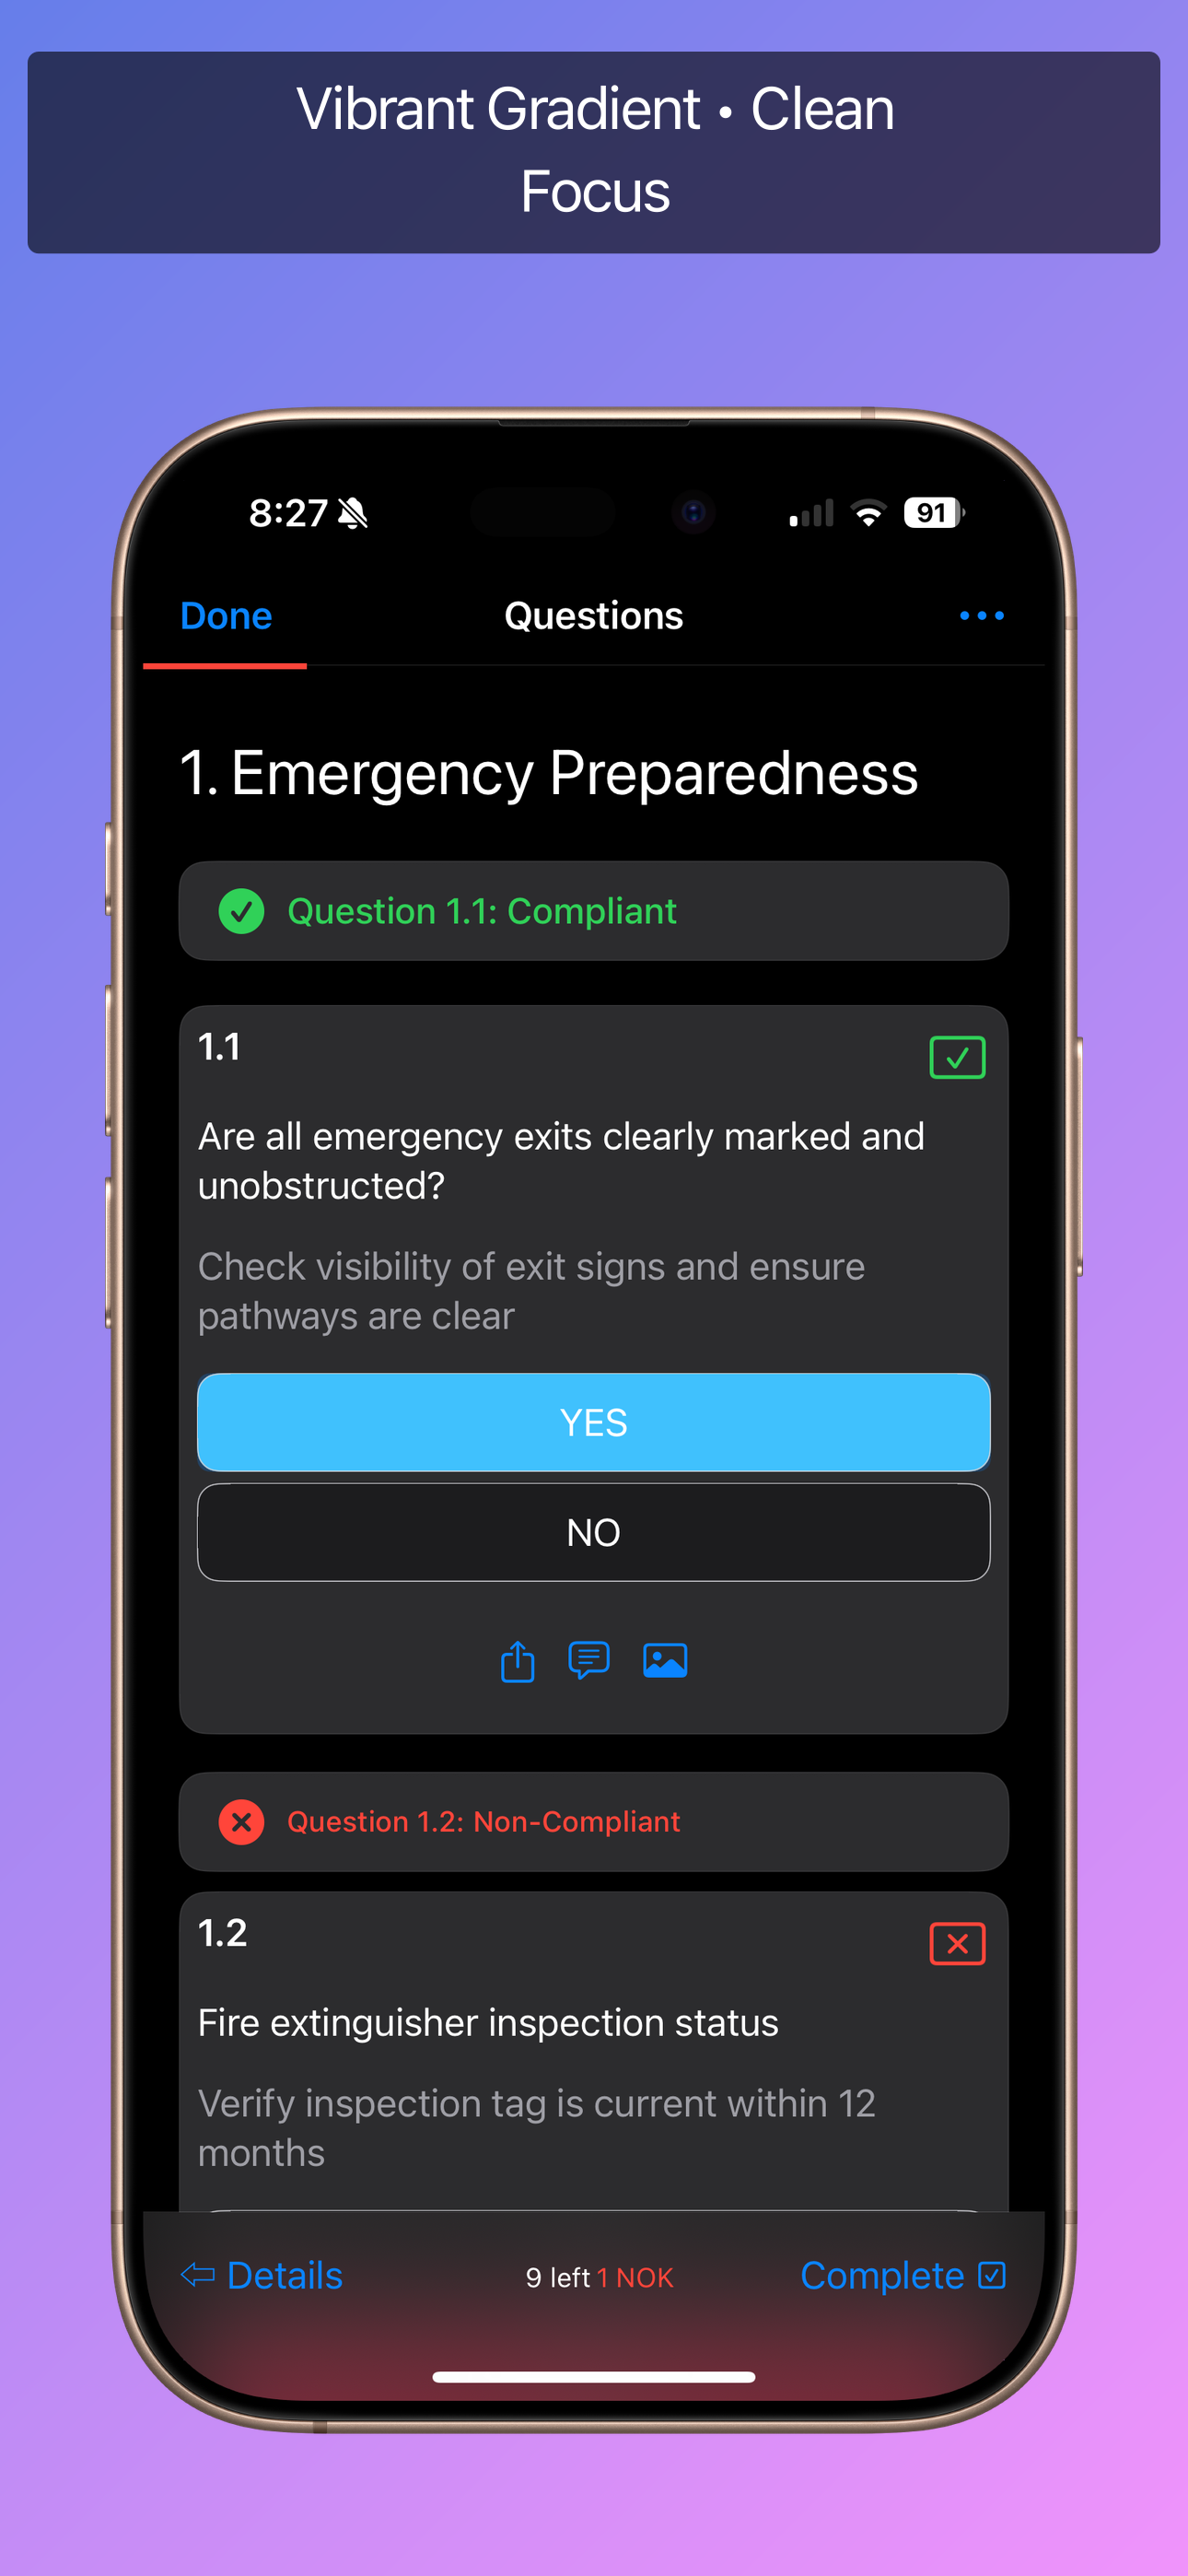 Vibrant Gradient • Clean
Focus
8:27
91
Done
Questions
1. Emergency Preparedness
Question 1.1: Compliant
1.1
Are all emergency exits clearly marked and
unobstructed?
Check visibility of exit signs and ensure
pathways are clear
YES
NO
Question 1.2: Non-Compliant
1.2
Fire extinguisher inspection status
Verify inspection tag is current within 12
months
Details
9 left 1 NOK
Complete